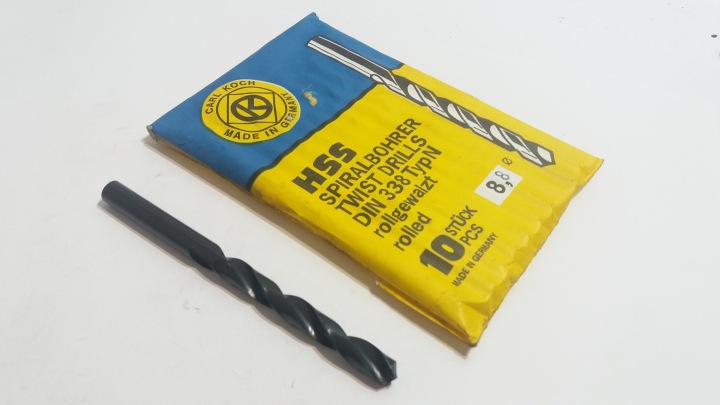 CARL KOCH
K
MADE IN GERMANY
HSS
SPIRALBOHRER
TWIST DRILLS
DIN 338 Typ N
rollgewalzt
rolled
8,8 ø
10 STÜCK
PCS
MADE IN GERMANY